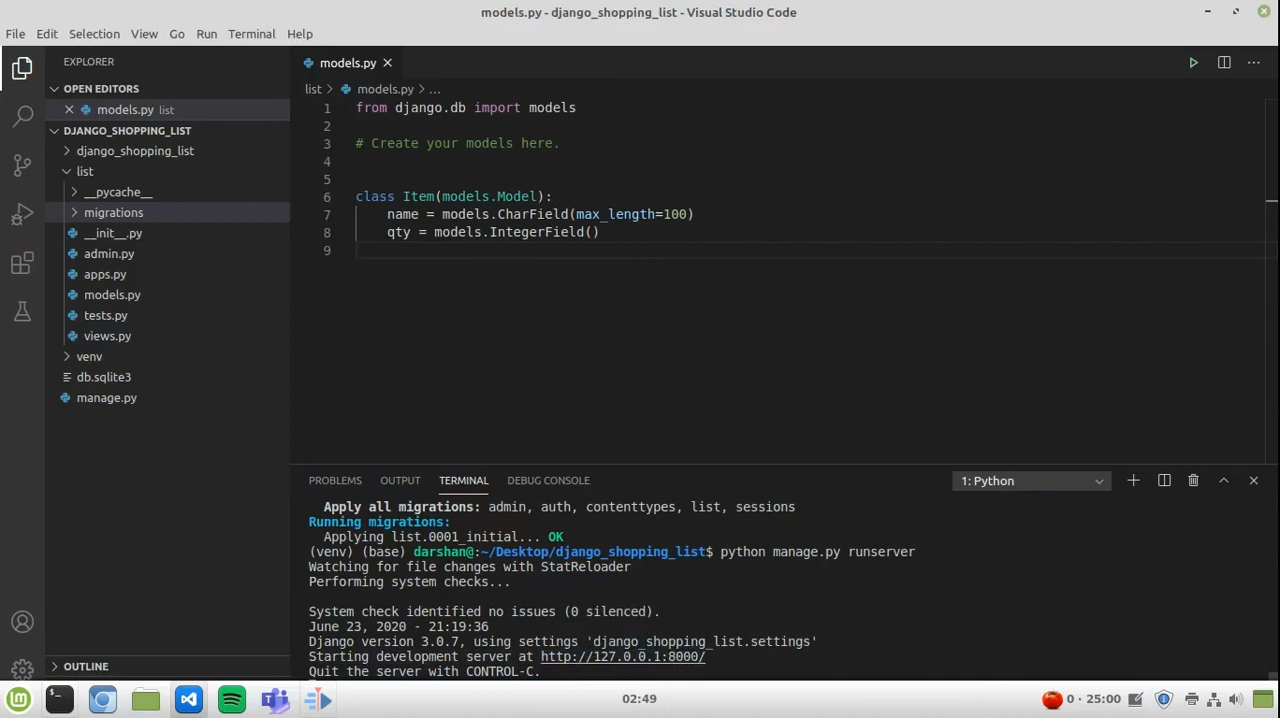 models.py - django_shopping_list - Visual Studio Code
File Edit Selection View Go Run Terminal Help
EXPLORER
OPEN EDITORS
models.py list
DJANGO_SHOPPING_LIST
django_shopping_list
list
__pycache__
migrations
__init__.py
admin.py
apps.py
models.py
tests.py
views.py
venv
db.sqlite3
manage.py
OUTLINE
models.py
list > models.py > ...
1 from django.db import models
2
3 # Create your models here.
4
5
6 class Item(models.Model):
7 name = models.CharField(max_length=100)
8 qty = models.IntegerField()
9
PROBLEMS OUTPUT TERMINAL DEBUG CONSOLE 1: Python
Apply all migrations: admin, auth, contenttypes, list, sessions
Running migrations:
Applying list.0001_initial... OK
(venv) (base) darshan@:~/Desktop/django_shopping_list$ python manage.py runserver
Watching for file changes with StatReloader
Performing system checks...
System check identified no issues (0 silenced).
June 23, 2020 - 21:19:36
Django version 3.0.7, using settings 'django_shopping_list.settings'
Starting development server at http://127.0.0.1:8000/
Quit the server with CONTROL-C.
02:49
0 · 25:00